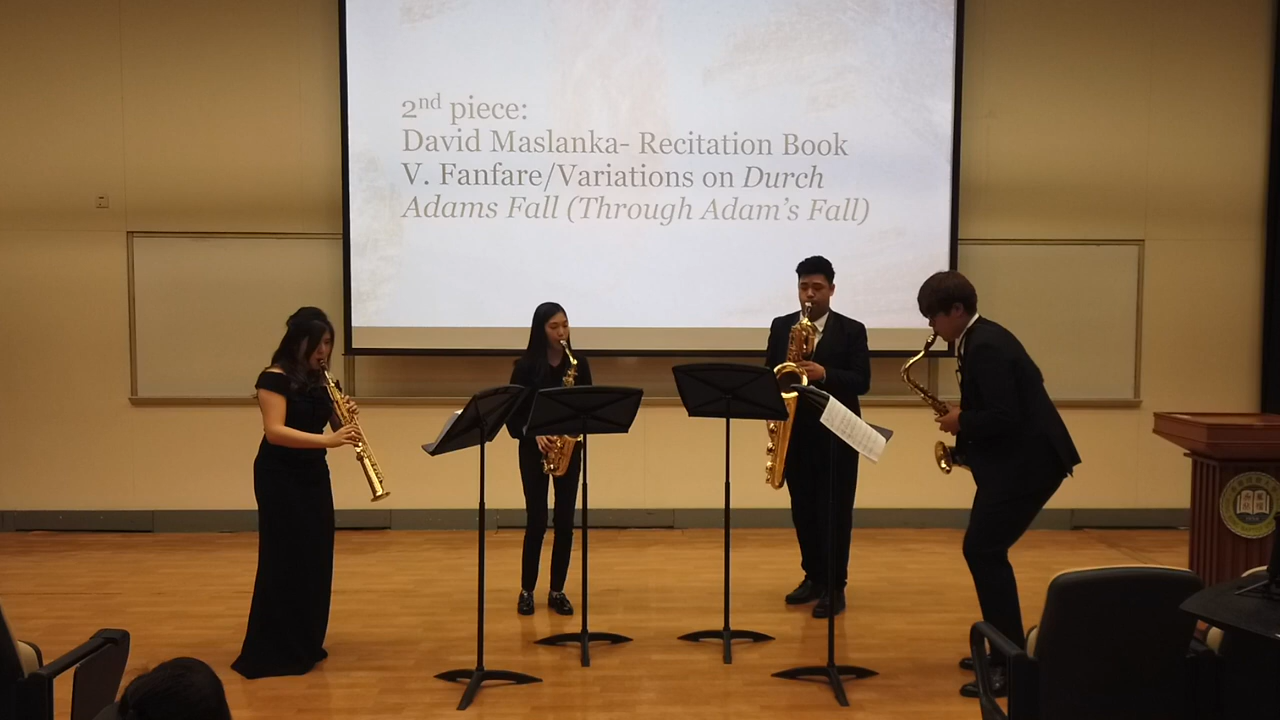 2nd piece:
David Maslanka- Recitation Book
V. Fanfare/Variations on Durch
Adams Fall (Through Adam's Fall)